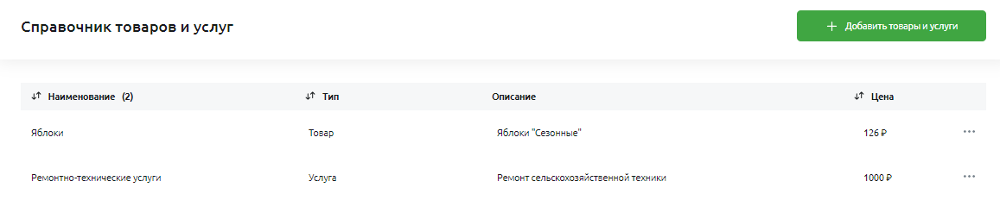 Справочник товаров и услуг
+ Добавить товары и услуги
Наименование (2) Тип Описание Цена
Яблоки Товар Яблоки "Сезонные" 126 ₽
Ремонтно-технические услуги Услуга Ремонт сельскохозяйственной техники 1000 ₽